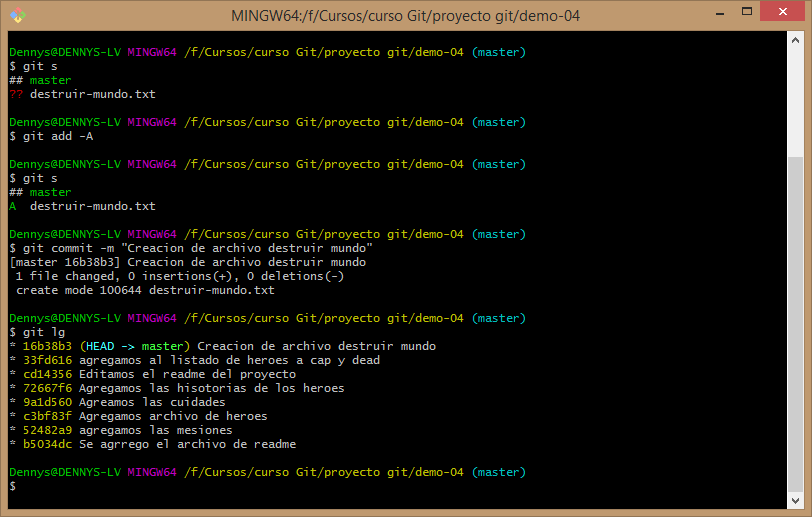 MINGW64:/f/Cursos/curso Git/proyecto git/demo-04
Dennys@DENNYS-LV MINGW64 /f/Cursos/curso Git/proyecto git/demo-04 (master)
$ git s
## master
?? destruir-mundo.txt
Dennys@DENNYS-LV MINGW64 /f/Cursos/curso Git/proyecto git/demo-04 (master)
$ git add -A
Dennys@DENNYS-LV MINGW64 /f/Cursos/curso Git/proyecto git/demo-04 (master)
$ git s
## master
A  destruir-mundo.txt
Dennys@DENNYS-LV MINGW64 /f/Cursos/curso Git/proyecto git/demo-04 (master)
$ git commit -m "Creacion de archivo destruir mundo"
[master 16b38b3] Creacion de archivo destruir mundo
 1 file changed, 0 insertions(+), 0 deletions(-)
 create mode 100644 destruir-mundo.txt
Dennys@DENNYS-LV MINGW64 /f/Cursos/curso Git/proyecto git/demo-04 (master)
$ git lg
* 16b38b3 (HEAD -> master) Creacion de archivo destruir mundo
* 33fd616 agregamos al listado de heroes a cap y dead
* cd14356 Editamos el readme del proyecto
* 72667f6 Agregamos las hisotorias de los heroes
* 9a1d560 Agreamos las cuidades
* c3bf83f Agregamos archivo de heroes
* 52482a9 agregamos las mesiones
* b5034dc Se agrrego el archivo de readme
Dennys@DENNYS-LV MINGW64 /f/Cursos/curso Git/proyecto git/demo-04 (master)
$